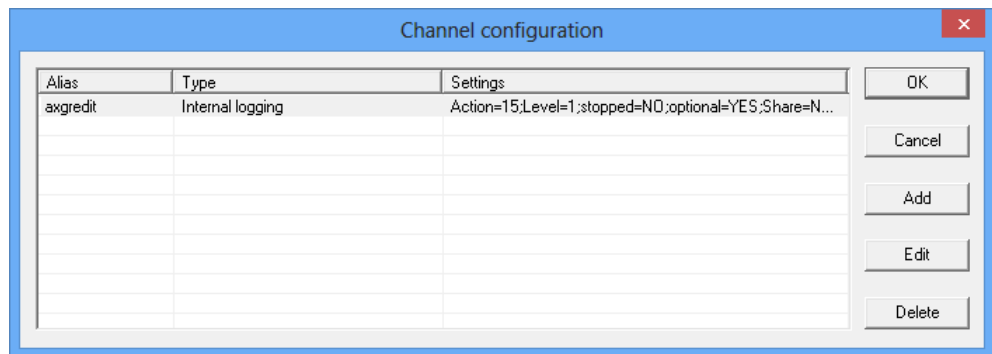 Channel configuration
Alias Type Settings
axgredit Internal logging Action=15;Level=1;stopped=NO;optional=YES;Share=N...
OK
Cancel
Add
Edit
Delete